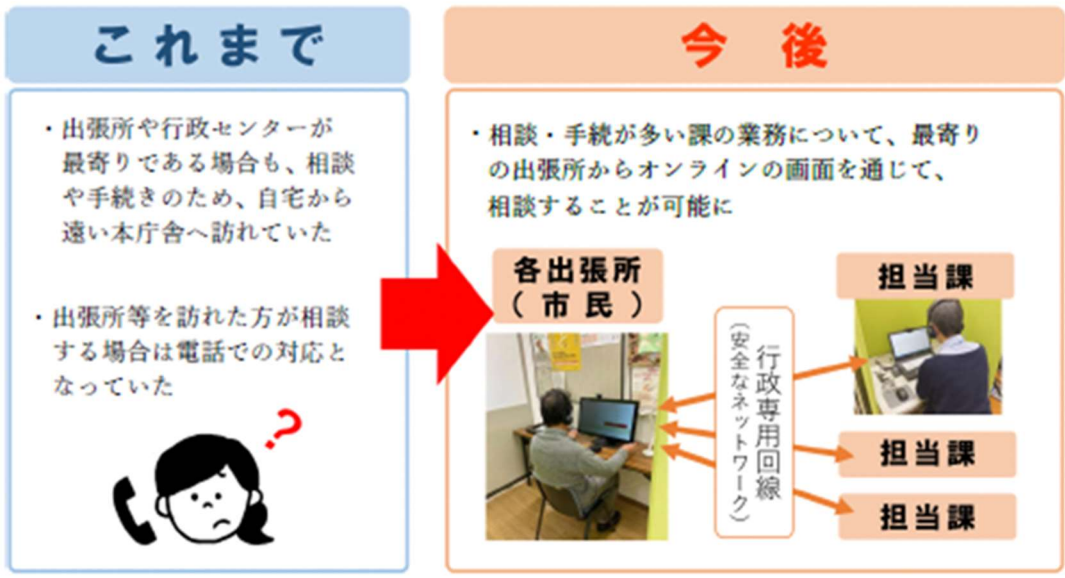 これまで
・出張所や行政センターが
最寄りである場合も、相談
や手続きのため、自宅から
遠い本庁舎へ訪れていた
・出張所等を訪れた方が相談
する場合は電話での対応と
なっていた
?
今後
・相談・手続が多い課の業務について、最寄り
の出張所からオンラインの画面を通じて、
相談することが可能に
各出張所
(市民)
行政専用回線
(安全なネットワーク)
担当課
担当課
担当課